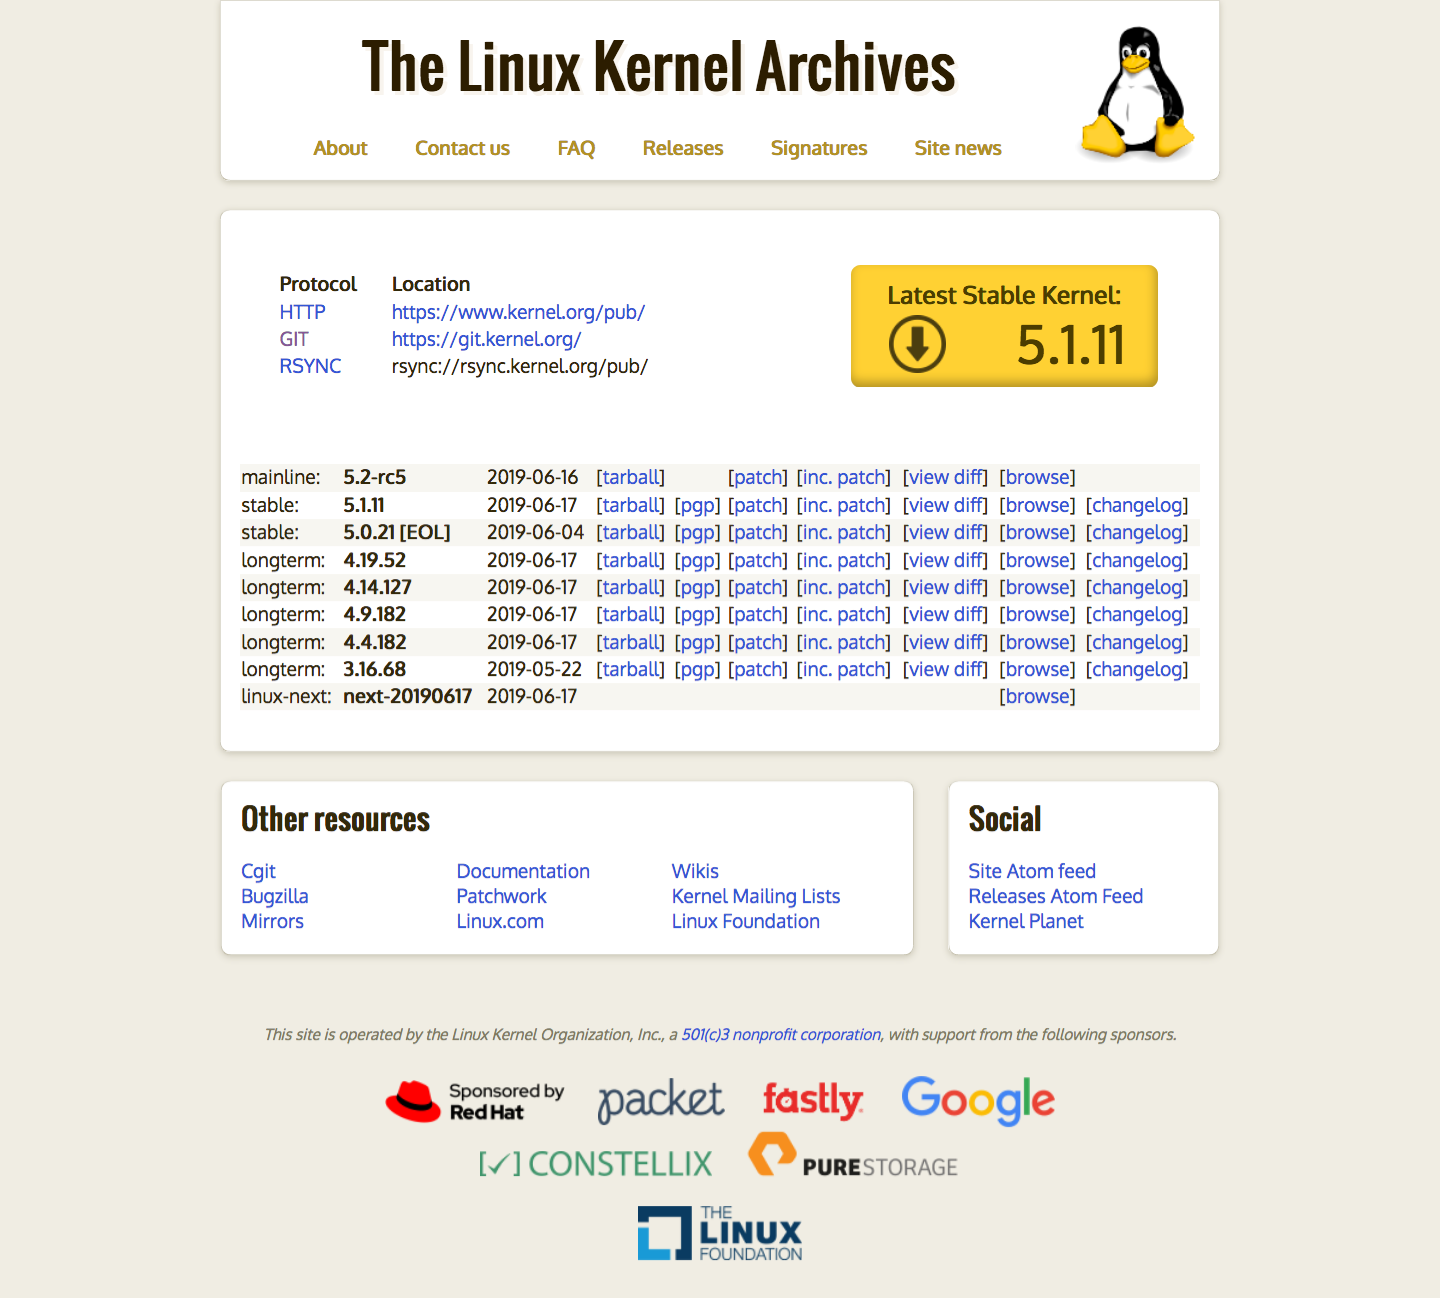 The Linux Kernel Archives
About Contact us FAQ Releases Signatures Site news
Protocol Location
HTTP https://www.kernel.org/pub/
GIT https://git.kernel.org/
RSYNC rsync://rsync.kernel.org/pub/
Latest Stable Kernel:
5.1.11
mainline: 5.2-rc5 2019-06-16 [tarball] [patch] [inc. patch] [view diff] [browse]
stable: 5.1.11 2019-06-17 [tarball] [pgp] [patch] [inc. patch] [view diff] [browse] [changelog]
stable: 5.0.21 [EOL] 2019-06-04 [tarball] [pgp] [patch] [inc. patch] [view diff] [browse] [changelog]
longterm: 4.19.52 2019-06-17 [tarball] [pgp] [patch] [inc. patch] [view diff] [browse] [changelog]
longterm: 4.14.127 2019-06-17 [tarball] [pgp] [patch] [inc. patch] [view diff] [browse] [changelog]
longterm: 4.9.182 2019-06-17 [tarball] [pgp] [patch] [inc. patch] [view diff] [browse] [changelog]
longterm: 4.4.182 2019-06-17 [tarball] [pgp] [patch] [inc. patch] [view diff] [browse] [changelog]
longterm: 3.16.68 2019-05-22 [tarball] [pgp] [patch] [inc. patch] [view diff] [browse] [changelog]
linux-next: next-20190617 2019-06-17 [browse]
Other resources
Cgit Documentation Wikis
Bugzilla Patchwork Kernel Mailing Lists
Mirrors Linux.com Linux Foundation
Social
Site Atom feed
Releases Atom Feed
Kernel Planet
This site is operated by the Linux Kernel Organization, Inc., a 501(c)3 nonprofit corporation, with support from the following sponsors.
Sponsored by
Red Hat
packet
fastly
Google
[✓] CONSTELLIX
PURESTORAGE
THE
LINUX
FOUNDATION